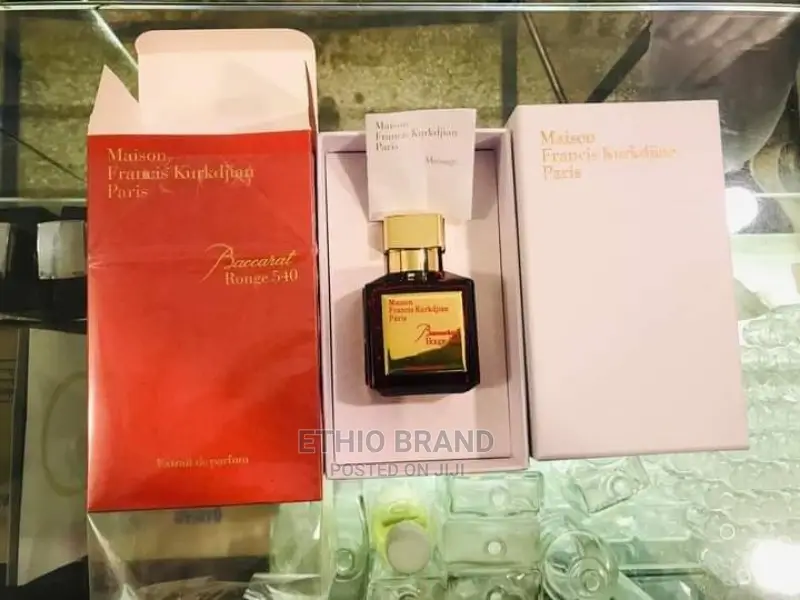 Maison
Francis Kurkdjian
Paris
Baccarat
Rouge 540
Extrait de parfum
Maison
Francis Kurkdjian
Paris
Message
Maison
Francis Kurkdjian
Paris
Baccarat
Rouge
Maison
Francis Kurkdjian
Paris
ETHIO BRAND
POSTED ON JIJI